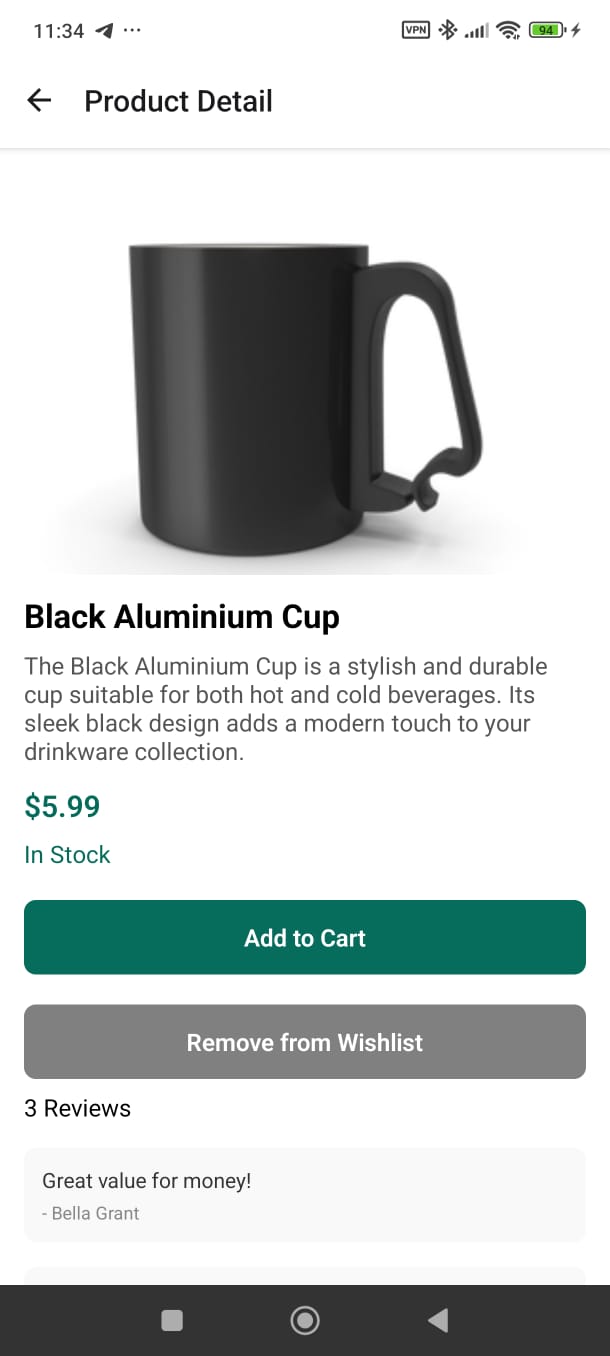 11:34 ...
VPN 94
Product Detail
Black Aluminium Cup
The Black Aluminium Cup is a stylish and durable
cup suitable for both hot and cold beverages. Its
sleek black design adds a modern touch to your
drinkware collection.
$5.99
In Stock
Add to Cart
Remove from Wishlist
3 Reviews
Great value for money!
- Bella Grant